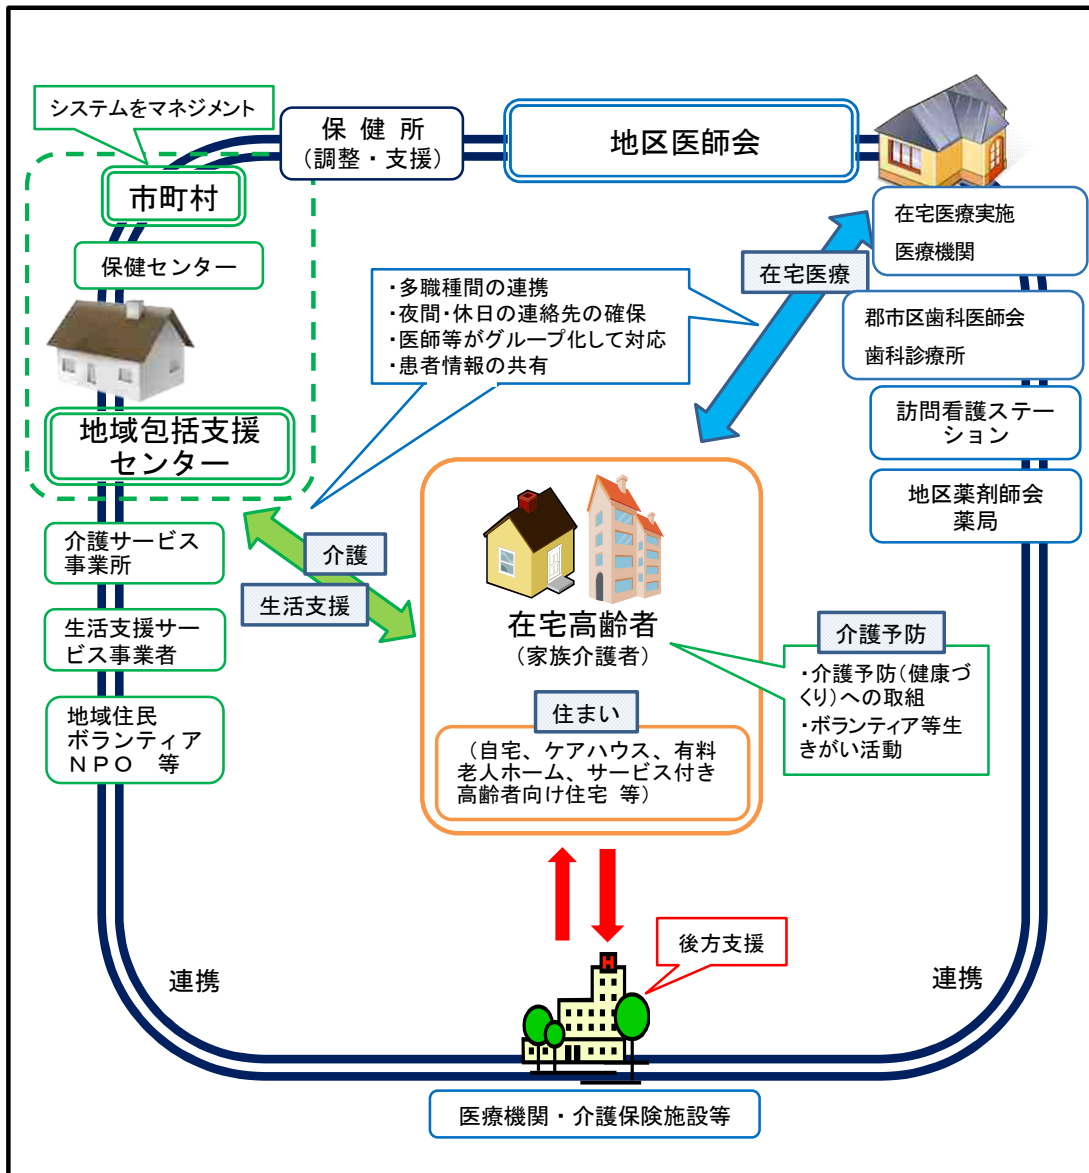 システムをマネジメント
保 健 所
（調整・支援）
地区医師会
市町村
保健センター
在宅医療実施
医療機関
在宅医療
・多職種間の連携
・夜間・休日の連絡先の確保
・医師等がグループ化して対応
・患者情報の共有
郡市区歯科医師会
歯科診療所
地域包括支援
センター
訪問看護ステー
ション
地区薬剤師会
薬局
介護サービス
事業所
介護
生活支援
生活支援サー
ビス事業者
在宅高齢者
（家族介護者）
介護予防
・介護予防（健康づ
くり）への取組
・ボランティア等生
きがい活動
地域住民
ボランティア
ＮＰＯ　等
住まい
（自宅、ケアハウス、有料
老人ホーム、サービス付き
高齢者向け住宅 等）
後方支援
H
連携
連携
医療機関・介護保険施設等